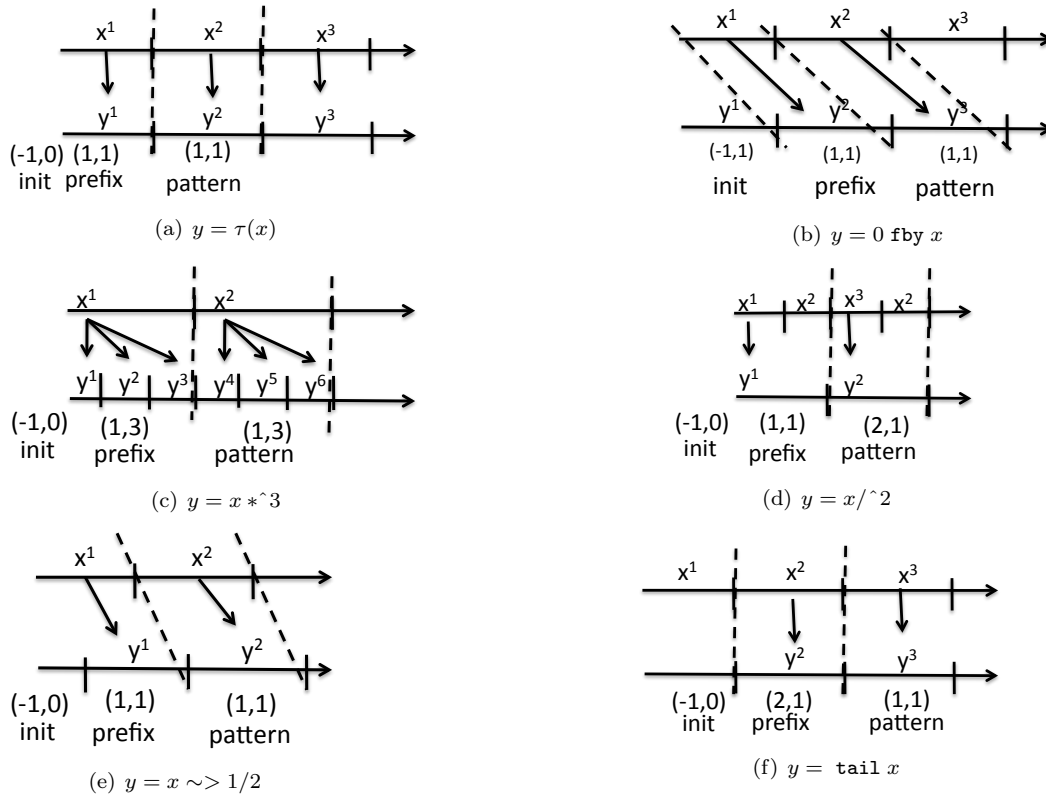 x1 x2 x3
y1 y2 y3
(-1,0) (1,1) (1,1)
init prefix pattern
(a) y = τ(x)
x1 x2 x3
y1 y2 y3
(-1,1) (1,1) (1,1)
init prefix pattern
(b) y = 0 fby x
x1 x2
y1 y2 y3 y4 y5 y6
(-1,0) (1,3) (1,3)
init prefix pattern
(c) y = x *^3
x1 x2 x3 x2
y1 y2
(-1,0) (1,1) (2,1)
init prefix pattern
(d) y = x/^2
x1 x2
y1 y2
(-1,0) (1,1) (1,1)
init prefix pattern
(e) y = x ~> 1/2
x1 x2 x3
y2 y3
(-1,0) (2,1) (1,1)
init prefix pattern
(f) y = tail x